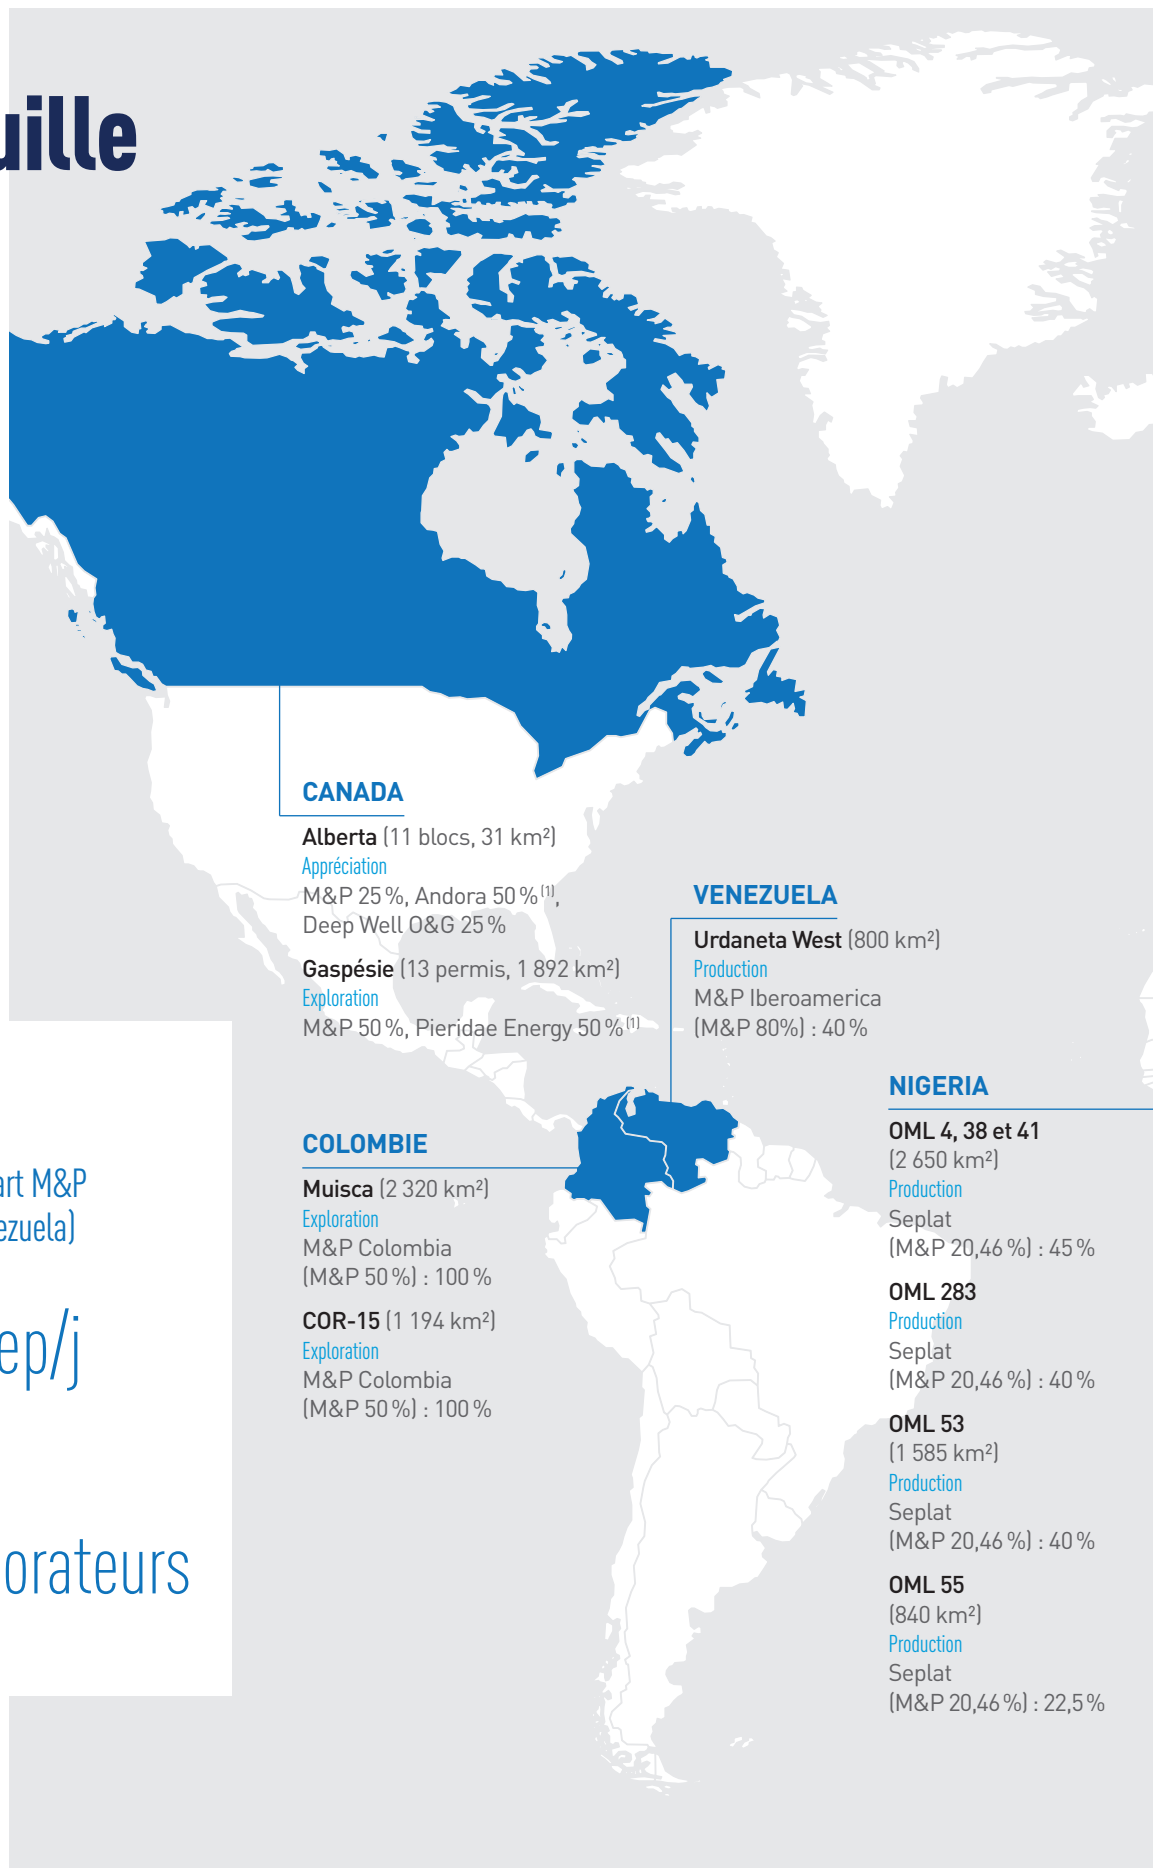 uille
CANADA
Alberta (11 blocs, 31 km²)
Appréciation
M&P 25 %, Andora 50 % (1),
Deep Well O&G 25 %
Gaspésie (13 permis, 1 892 km²)
Exploration
M&P 50 %, Pieridae Energy 50 % (1)
VENEZUELA
Urdaneta West (800 km²)
Production
M&P Iberoamerica
(M&P 80%) : 40 %
art M&P
ezuela)
ep/j
orateurs
COLOMBIE
Muisca (2 320 km²)
Exploration
M&P Colombia
(M&P 50 %) : 100 %
COR-15 (1 194 km²)
Exploration
M&P Colombia
(M&P 50 %) : 100 %
NIGERIA
OML 4, 38 et 41
(2 650 km²)
Production
Seplat
(M&P 20,46 %) : 45 %
OML 283
Production
Seplat
(M&P 20,46 %) : 40 %
OML 53
(1 585 km²)
Production
Seplat
(M&P 20,46 %) : 40 %
OML 55
(840 km²)
Production
Seplat
(M&P 20,46 %) : 22,5 %